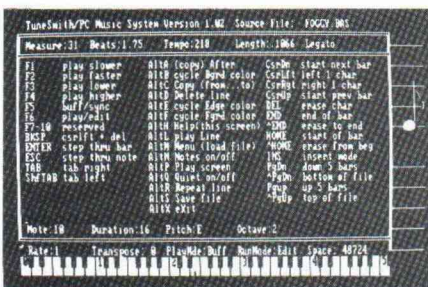 TuneSmith/PC Music System Version 1.02 Source File: FOGGY.BAS
Measure:31 Beats:1.75 Tempo:210 Length:.1066 Legato
F1 play slower AltA (copy) After CsrDn start next bar
F2 play faster AltB cycle Bgrd color CsrLft left 1 char
F3 play lower AltC Copy (from..to) CsrRgt right 1 char
F4 play higher AltD Delete line CsrUp start prev bar
F5 buff/sync AltE cycle Edge color DEL erase char
F6 play/edit AltF cycle Fgrd color END end of bar
F7-10 reserved AltH Help(this screen) ^END erase to end
BKSP csrlft & del AltL play Line HOME start of bar
ENTER step thru bar AltM Menu (load file) ^HOME erase from beg
ESC step thru note AltN Notes on/off INS insert mode
TAB tab right AltP Play screen PgDn down 5 bars
ShfTAB tab left AltQ Quiet on/off ^PgDn bottom of file
AltR Repeat line PgUp up 5 bars
AltS Save file ^PgUp top of file
AltX eXit
Note:10 Duration:16 Pitch:E Octave:2
Rate:1 Transpose: 0 PlayMde:Buff RunMode:Edit Space: 48724